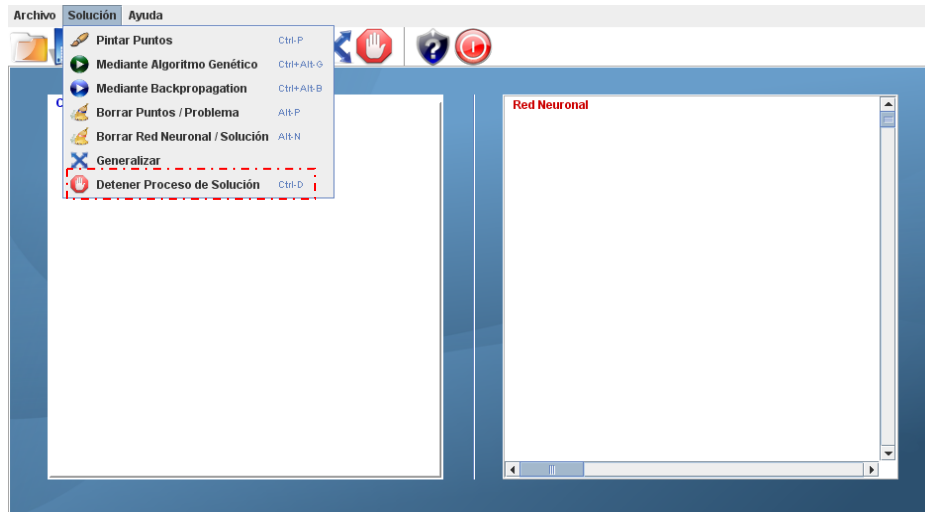 Archivo Solución Ayuda
Pintar Puntos Ctrl-P
Mediante Algoritmo Genético Ctrl+Alt-G
Mediante Backpropagation Ctrl+Alt-B
Borrar Puntos / Problema Alt-P
Borrar Red Neuronal / Solución Alt-N
Generalizar
Detener Proceso de Solución Ctrl-D
Red Neuronal